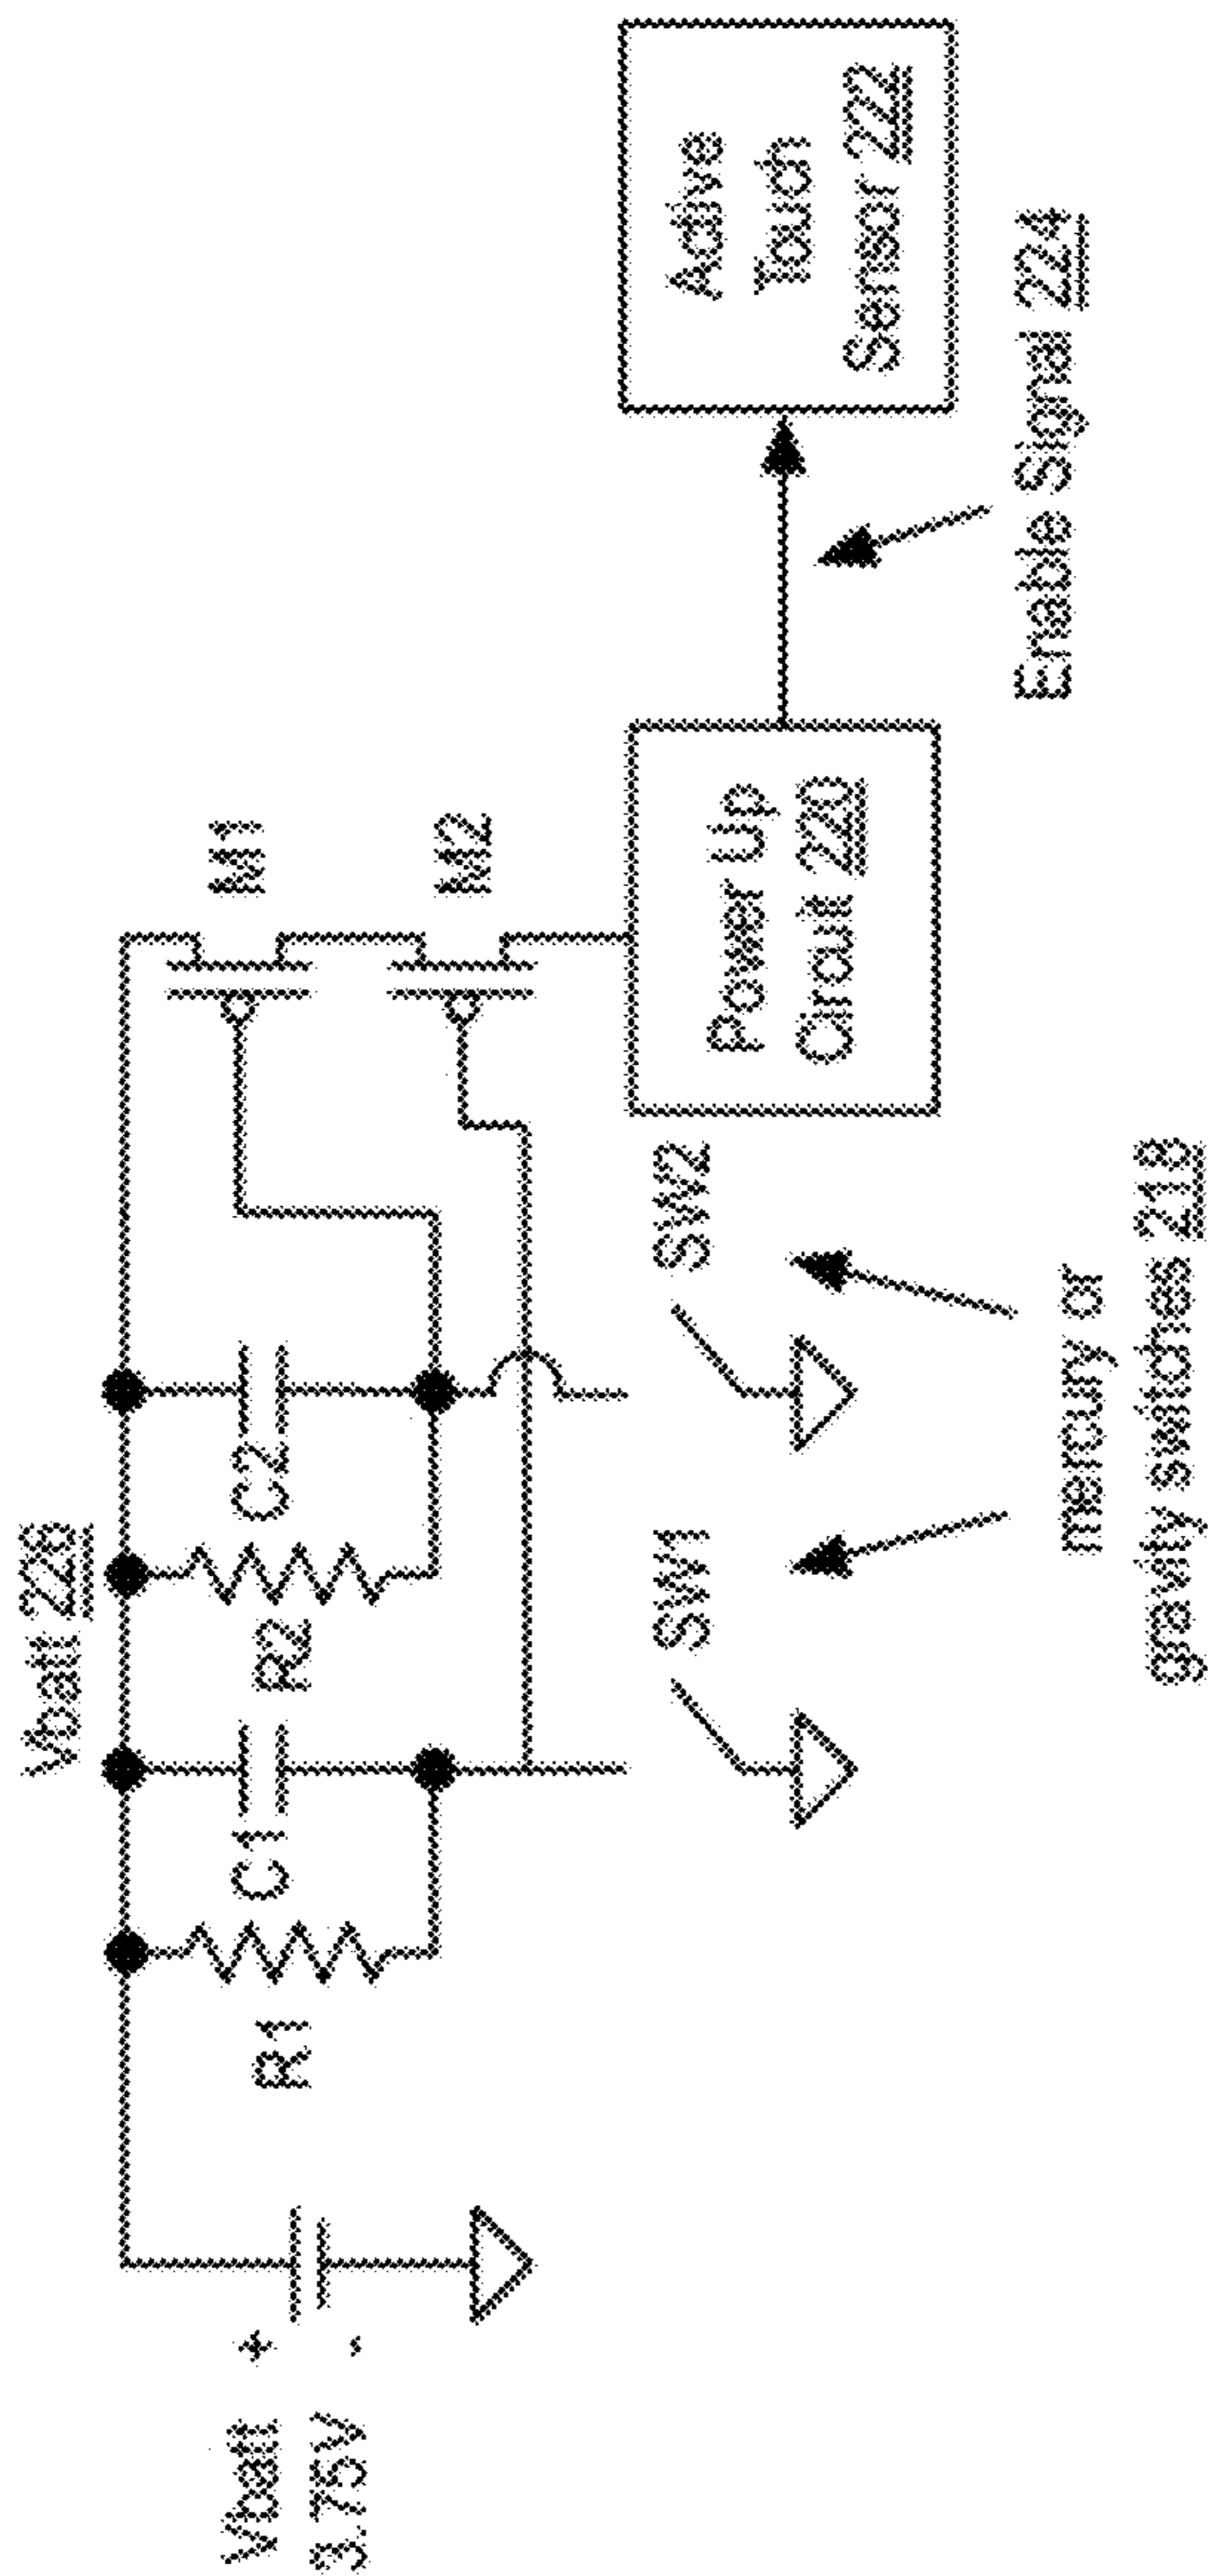 Vbatt 228
Vbatt +
3.75V -
R1
C1
R2
C2
M1
M2
SW1
SW2
mercury or
gravity switches 218
Power Up
Circuit 220
Enable Signal 224
Active
Touch
Sensor 222